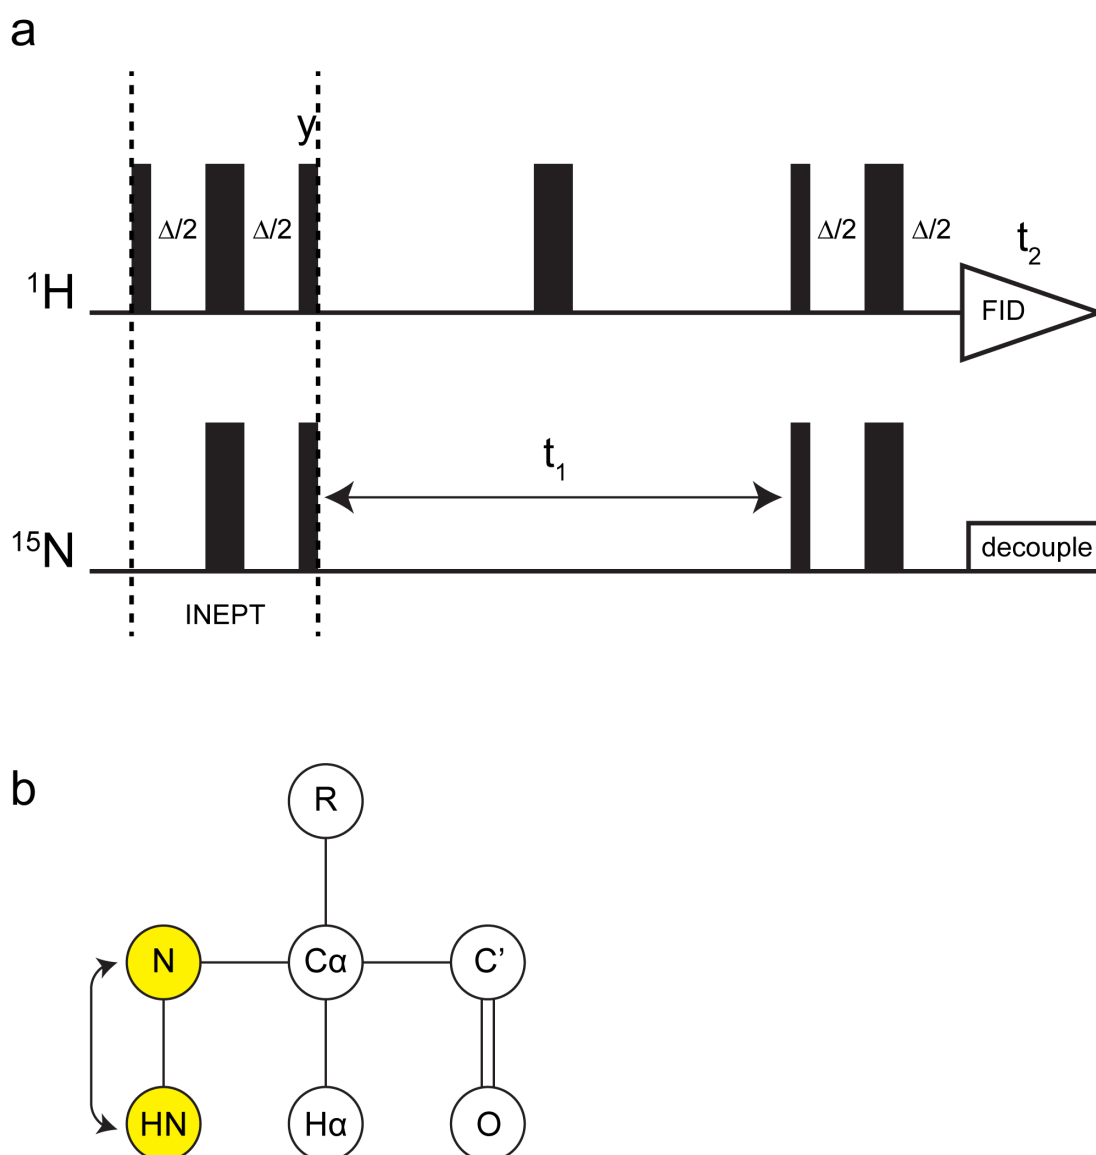 a
y
Δ/2 Δ/2 Δ/2 Δ/2 t₂
¹H FID
t₁
¹⁵N decouple
INEPT
b
R
N Cα C’
HN Hα O